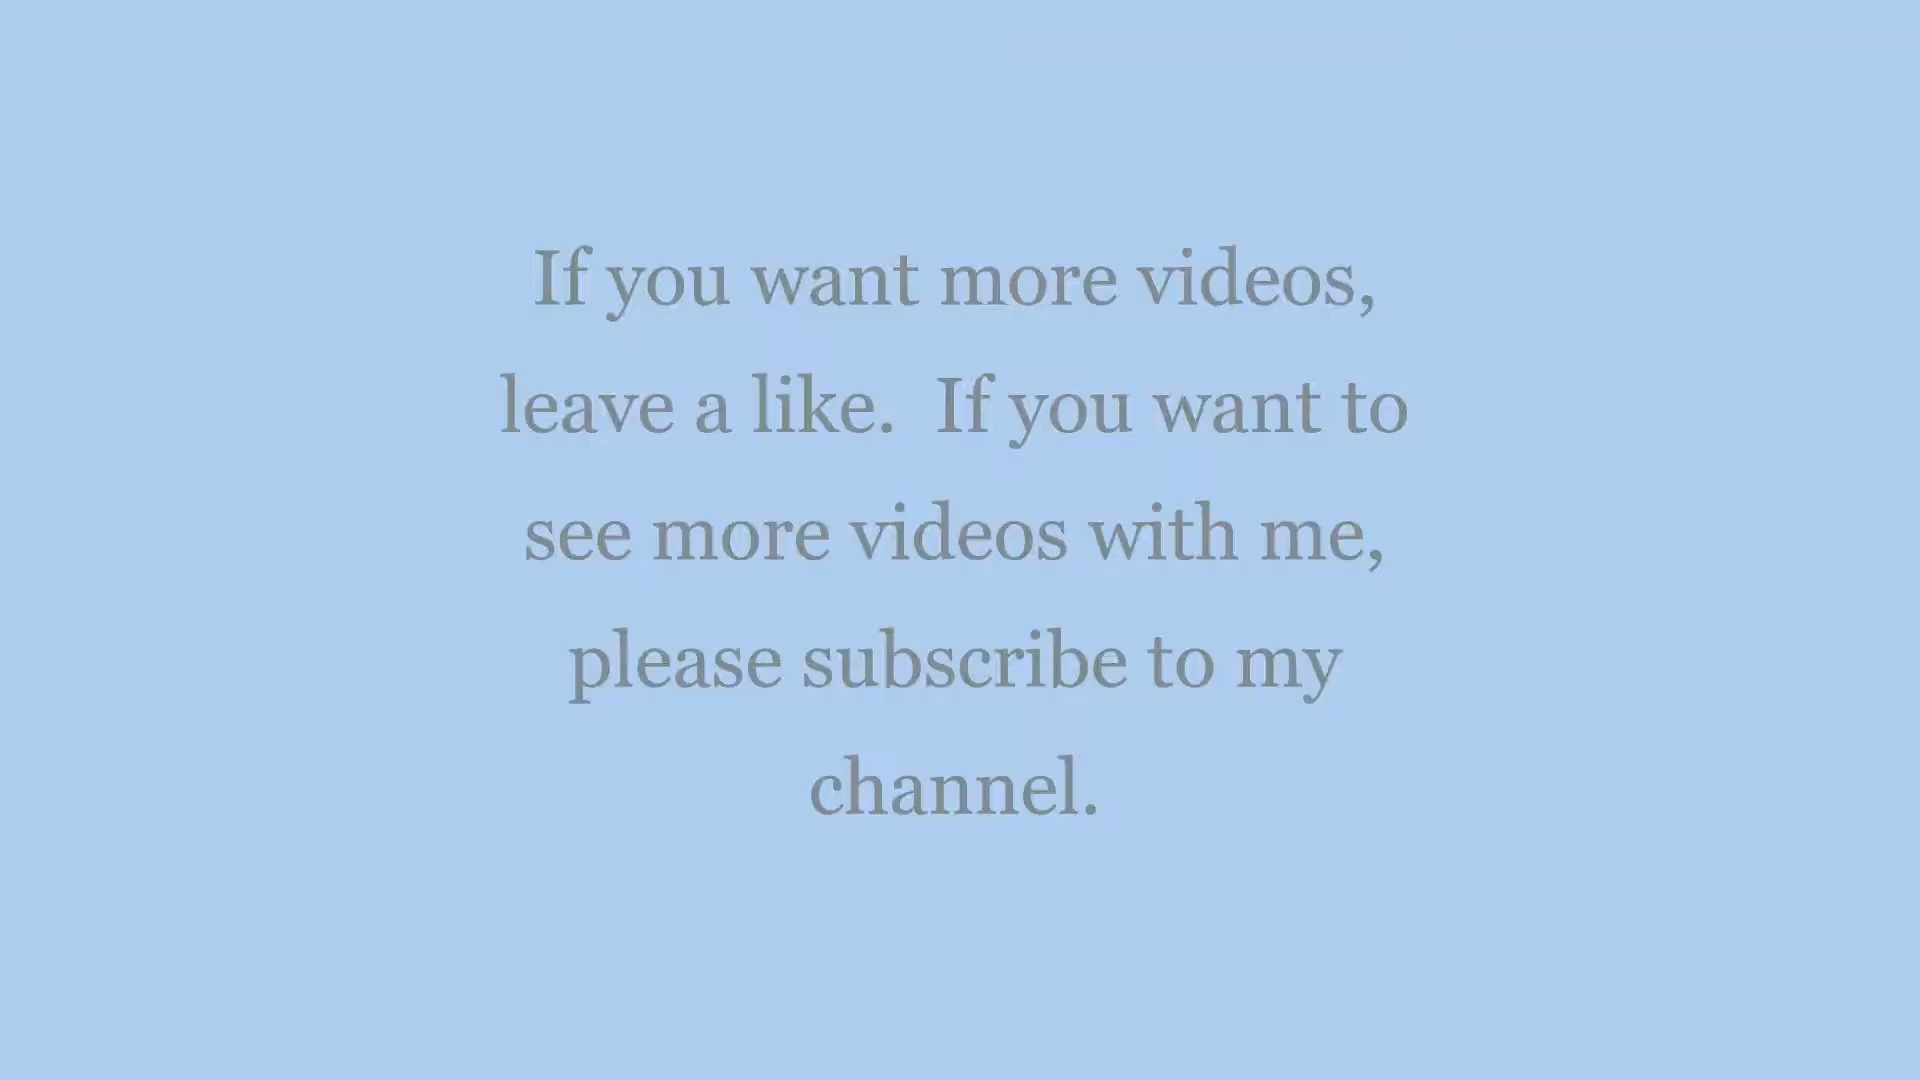 If you want more videos,
leave a like.  If you want to
see more videos with me,
please subscribe to my
channel.